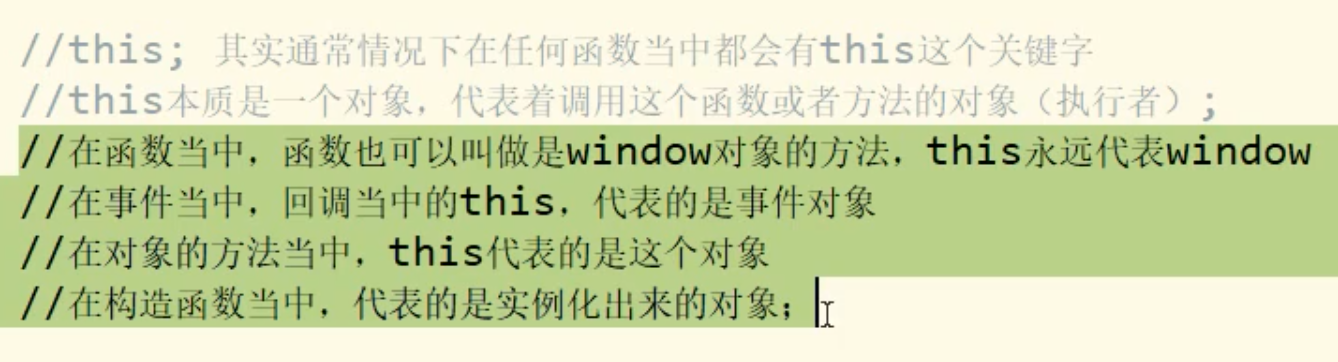 //this; 其实通常情况下在任何函数当中都会有this这个关键字
//this本质是一个对象，代表着调用这个函数或者方法的对象（执行者）;
//在函数当中，函数也可以叫做是window对象的方法，this永远代表window
//在事件当中，回调当中的this，代表的是事件对象
//在对象的方法当中，this代表的是这个对象
//在构造函数当中，代表的是实例化出来的对象；